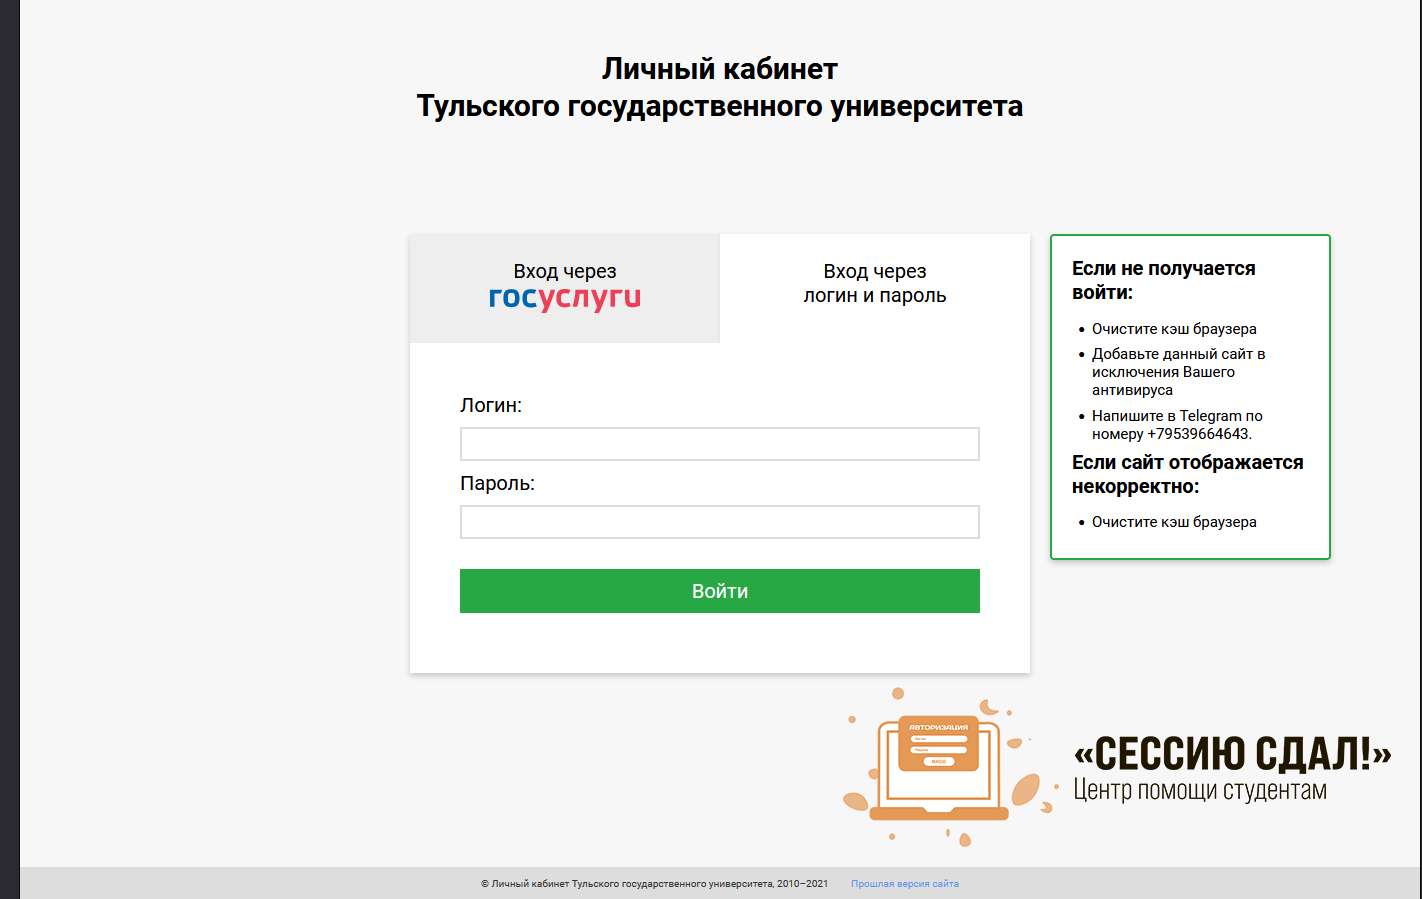 Личный кабинет
Тульского государственного университета
Вход через
госуслуги
Вход через
логин и пароль
Логин:
Пароль:
Войти
Если не получается
войти:
Очистите кэш браузера
Добавьте данный сайт в
исключения Вашего
антивируса
Напишите в Telegram по
номеру +79539664643.
Если сайт отображается
некорректно:
Очистите кэш браузера
АВТОРИЗАЦИЯ
ВХОД
«СЕССИЮ СДАЛ!»
Центр помощи студентам
© Личный кабинет Тульского государственного университета, 2010–2021
Прошлая версия сайта